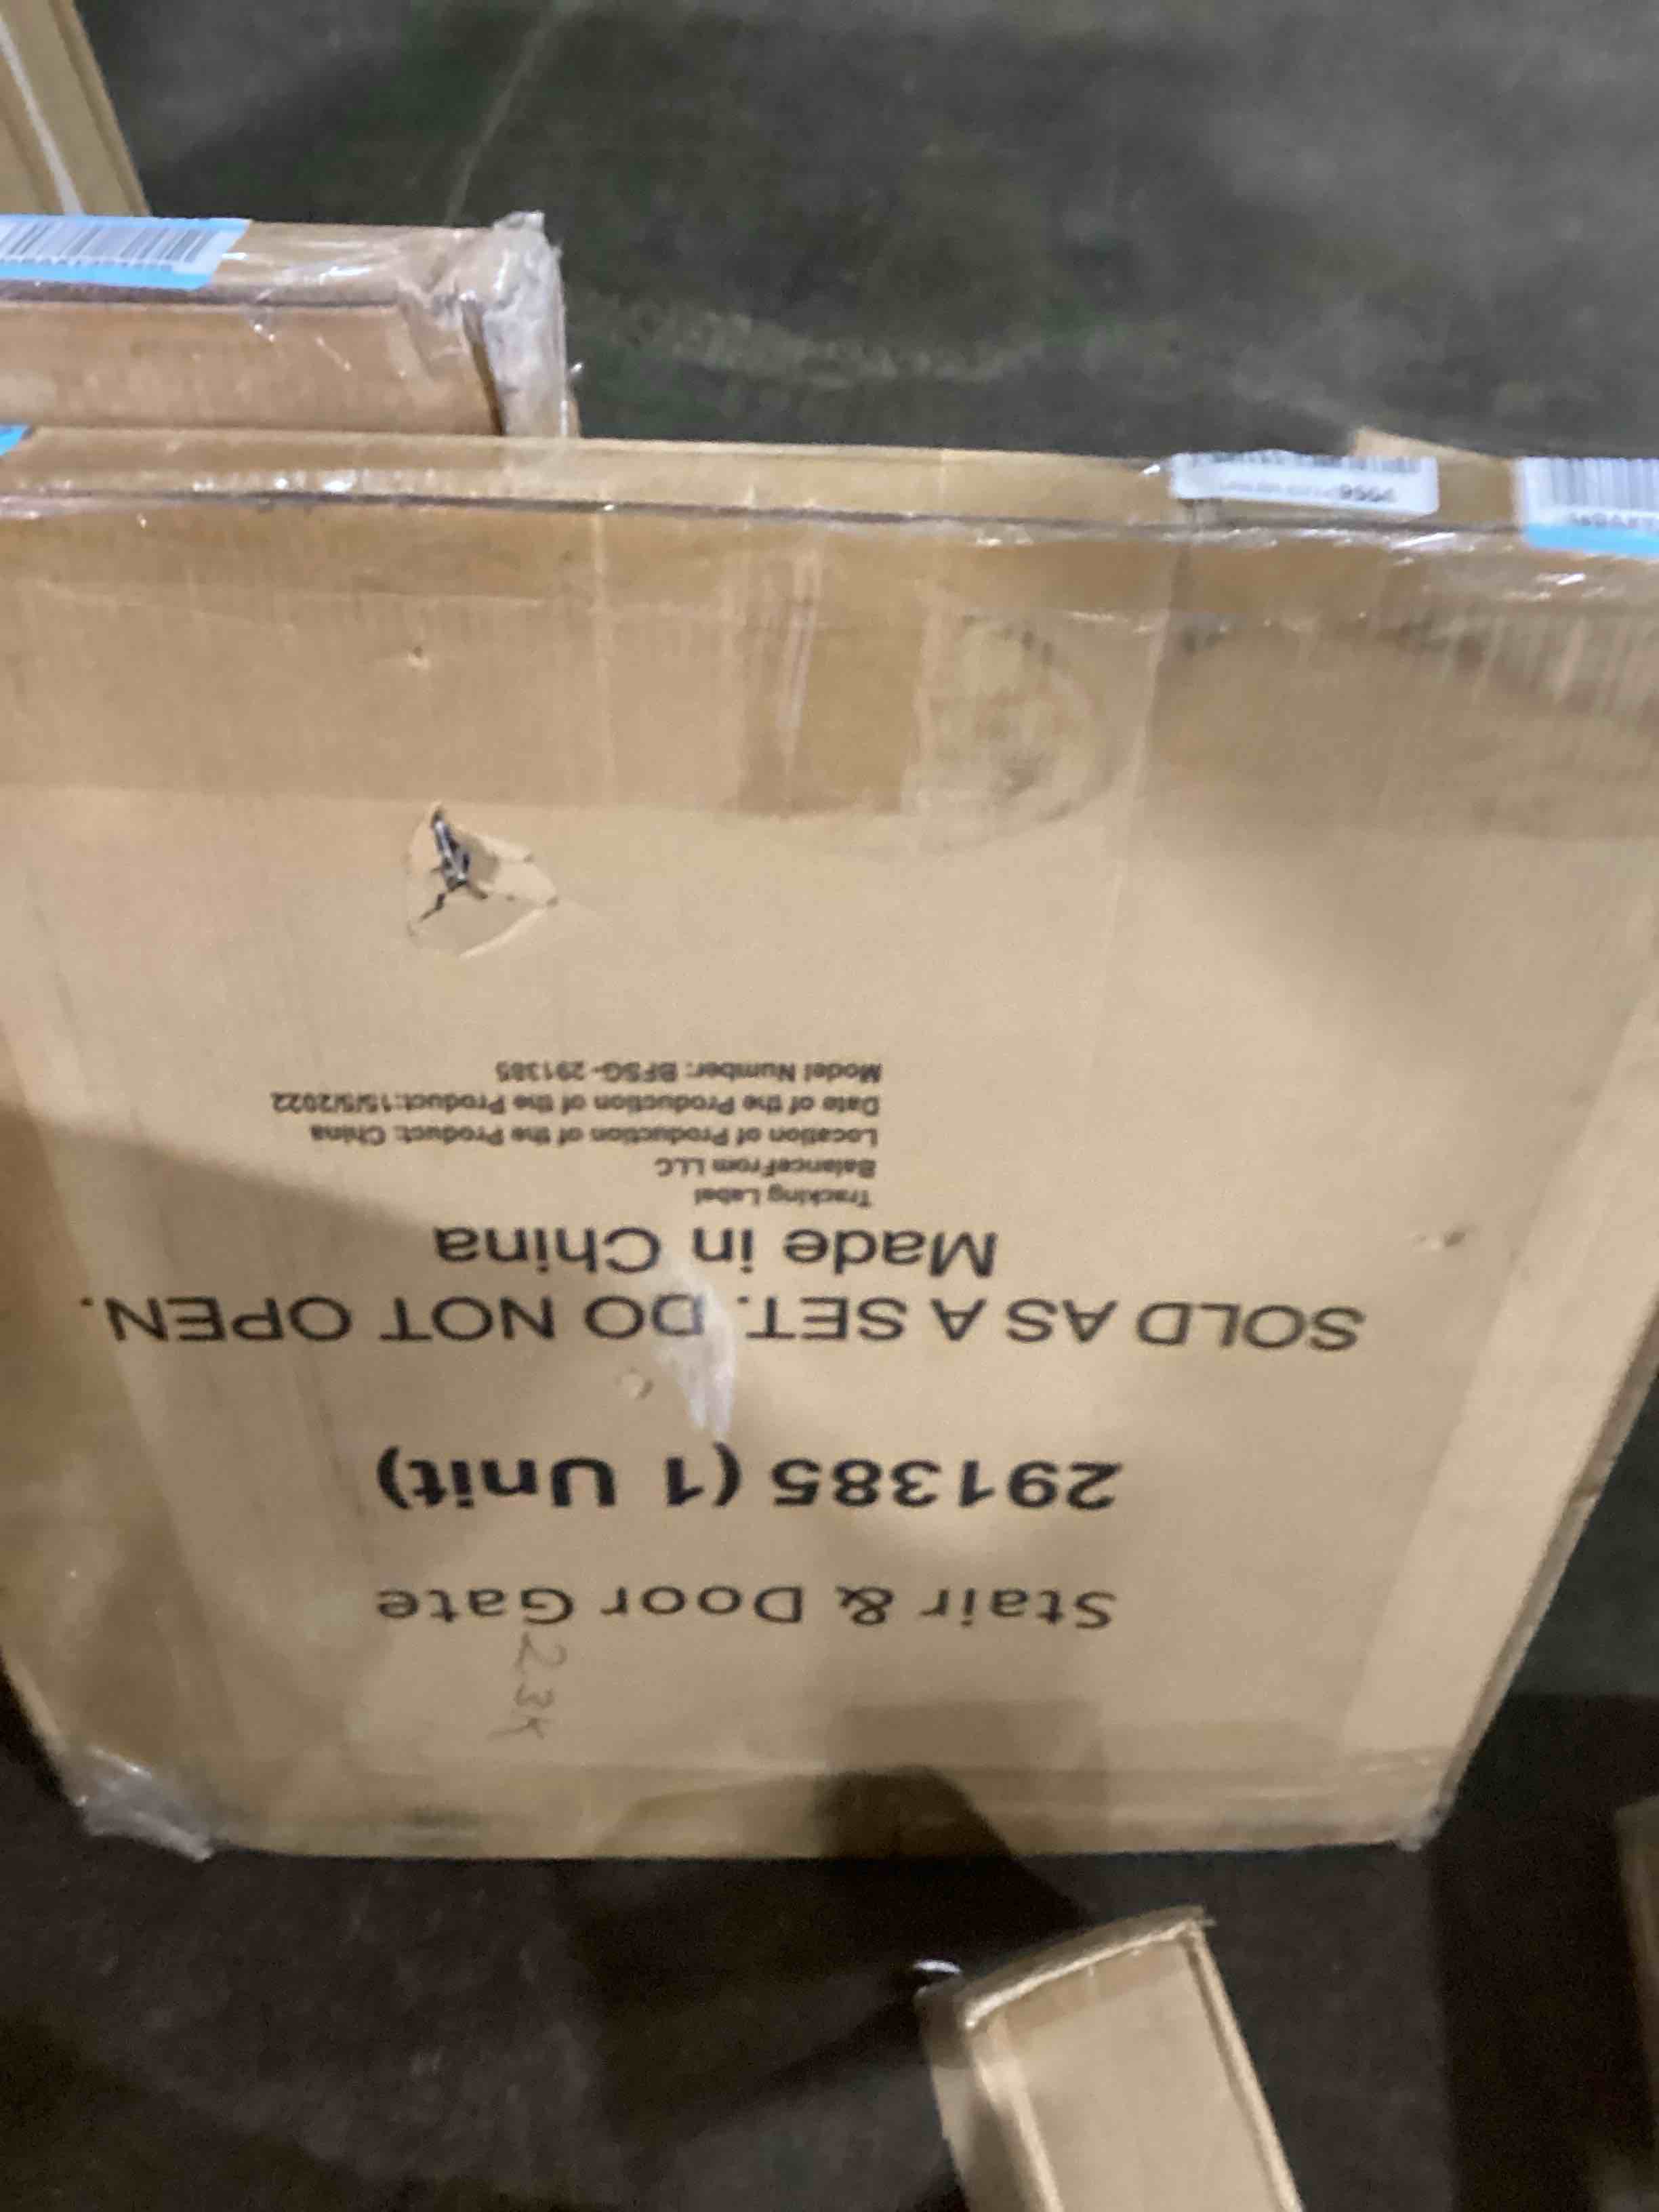 23K
Stair & Door Gate
291385 (1 Unit)
SOLD AS A SET. DO NOT OPEN.
Made in China
Tracking Label
BalanceFrom LLC
Location of Production of the Product: China
Date of the Production of the Product:15/5/2022
Model Number: BFSG-291385